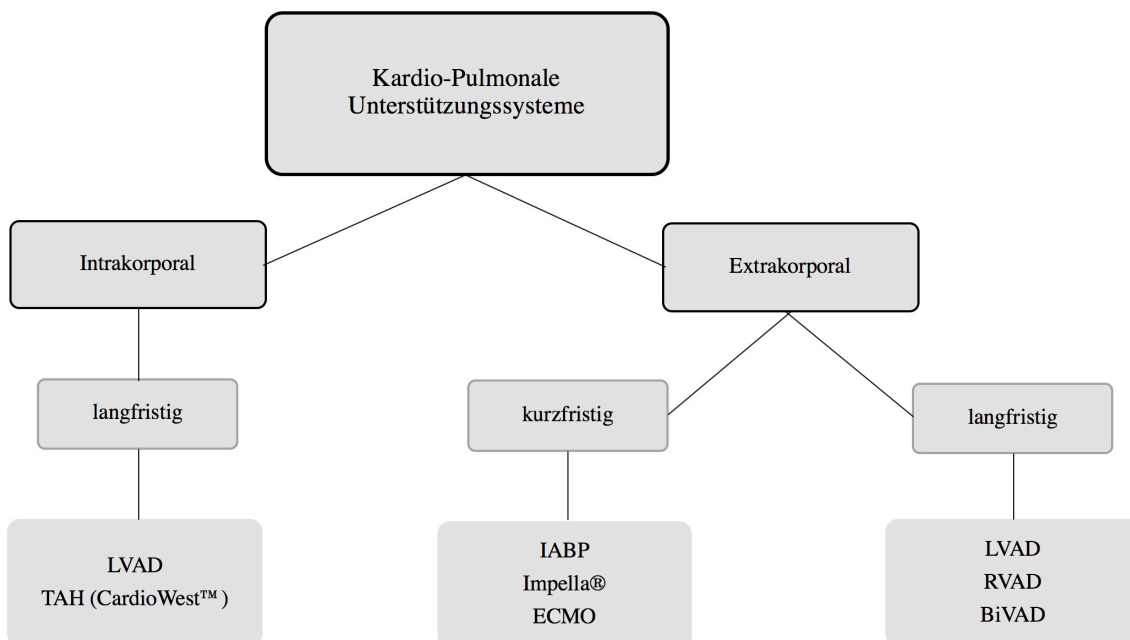 Kardio-Pulmonale
Unterstützungssysteme
Intrakorporal
Extrakorporal
langfristig
kurzfristig
langfristig
LVAD
TAH (CardioWest™ )
IABP
Impella®
ECMO
LVAD
RVAD
BiVAD